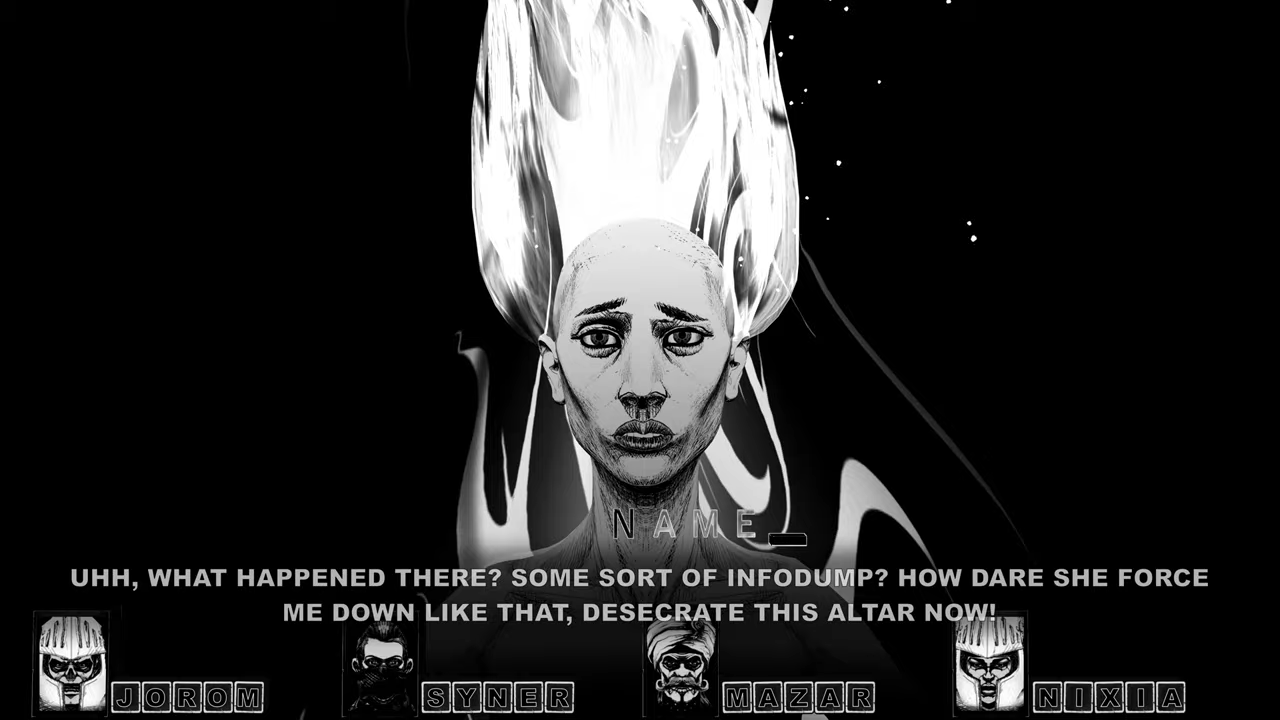 NAME_
UHH, WHAT HAPPENED THERE? SOME SORT OF INFODUMP? HOW DARE SHE FORCE
ME DOWN LIKE THAT, DESECRATE THIS ALTAR NOW!
JOROM
SYNER
MAZAR
NIXIA